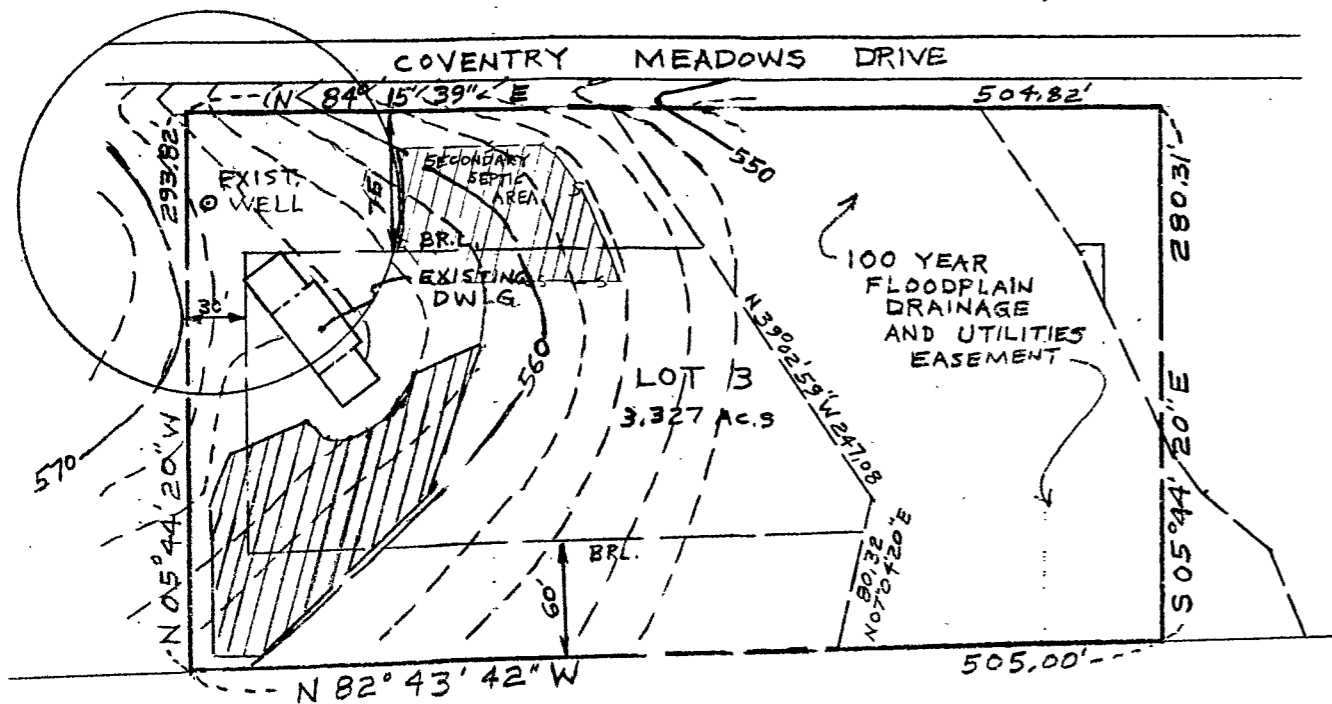 COVENTRY MEADOWS DRIVE
N 84° 15' 39" E
504.82'
293.82'
EXIST.
WELL
75'
SECONDARY
SEPTIC
AREA
550
280.31'
BR.L.
EXISTING
DWLG.
30'
100 YEAR
FLOODPLAIN
DRAINAGE
AND UTILITIES
EASEMENT
560
LOT 3
3.327 Ac.s
N 39° 02' 59" W 247.08
570
N 05° 44' 20" W
S 05° 44' 20" E
BRL.
60'
80.32
N 07° 04' 20" E
505.00'
N 82° 43' 42" W